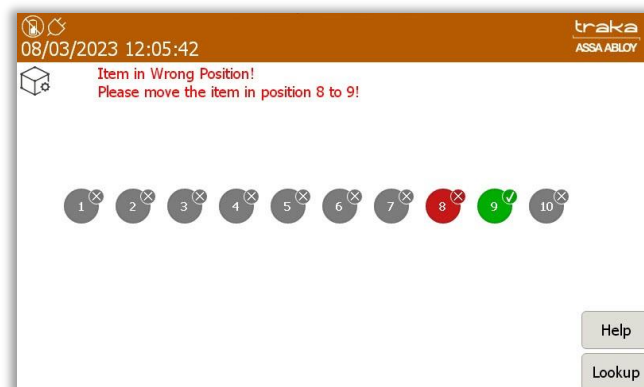 traka
08/03/2023 12:05:42
ASSA ABLOY
Item in Wrong Position!
Please move the item in position 8 to 9!
1 2 3 4 5 6 7 8 9 10
Help
Lookup